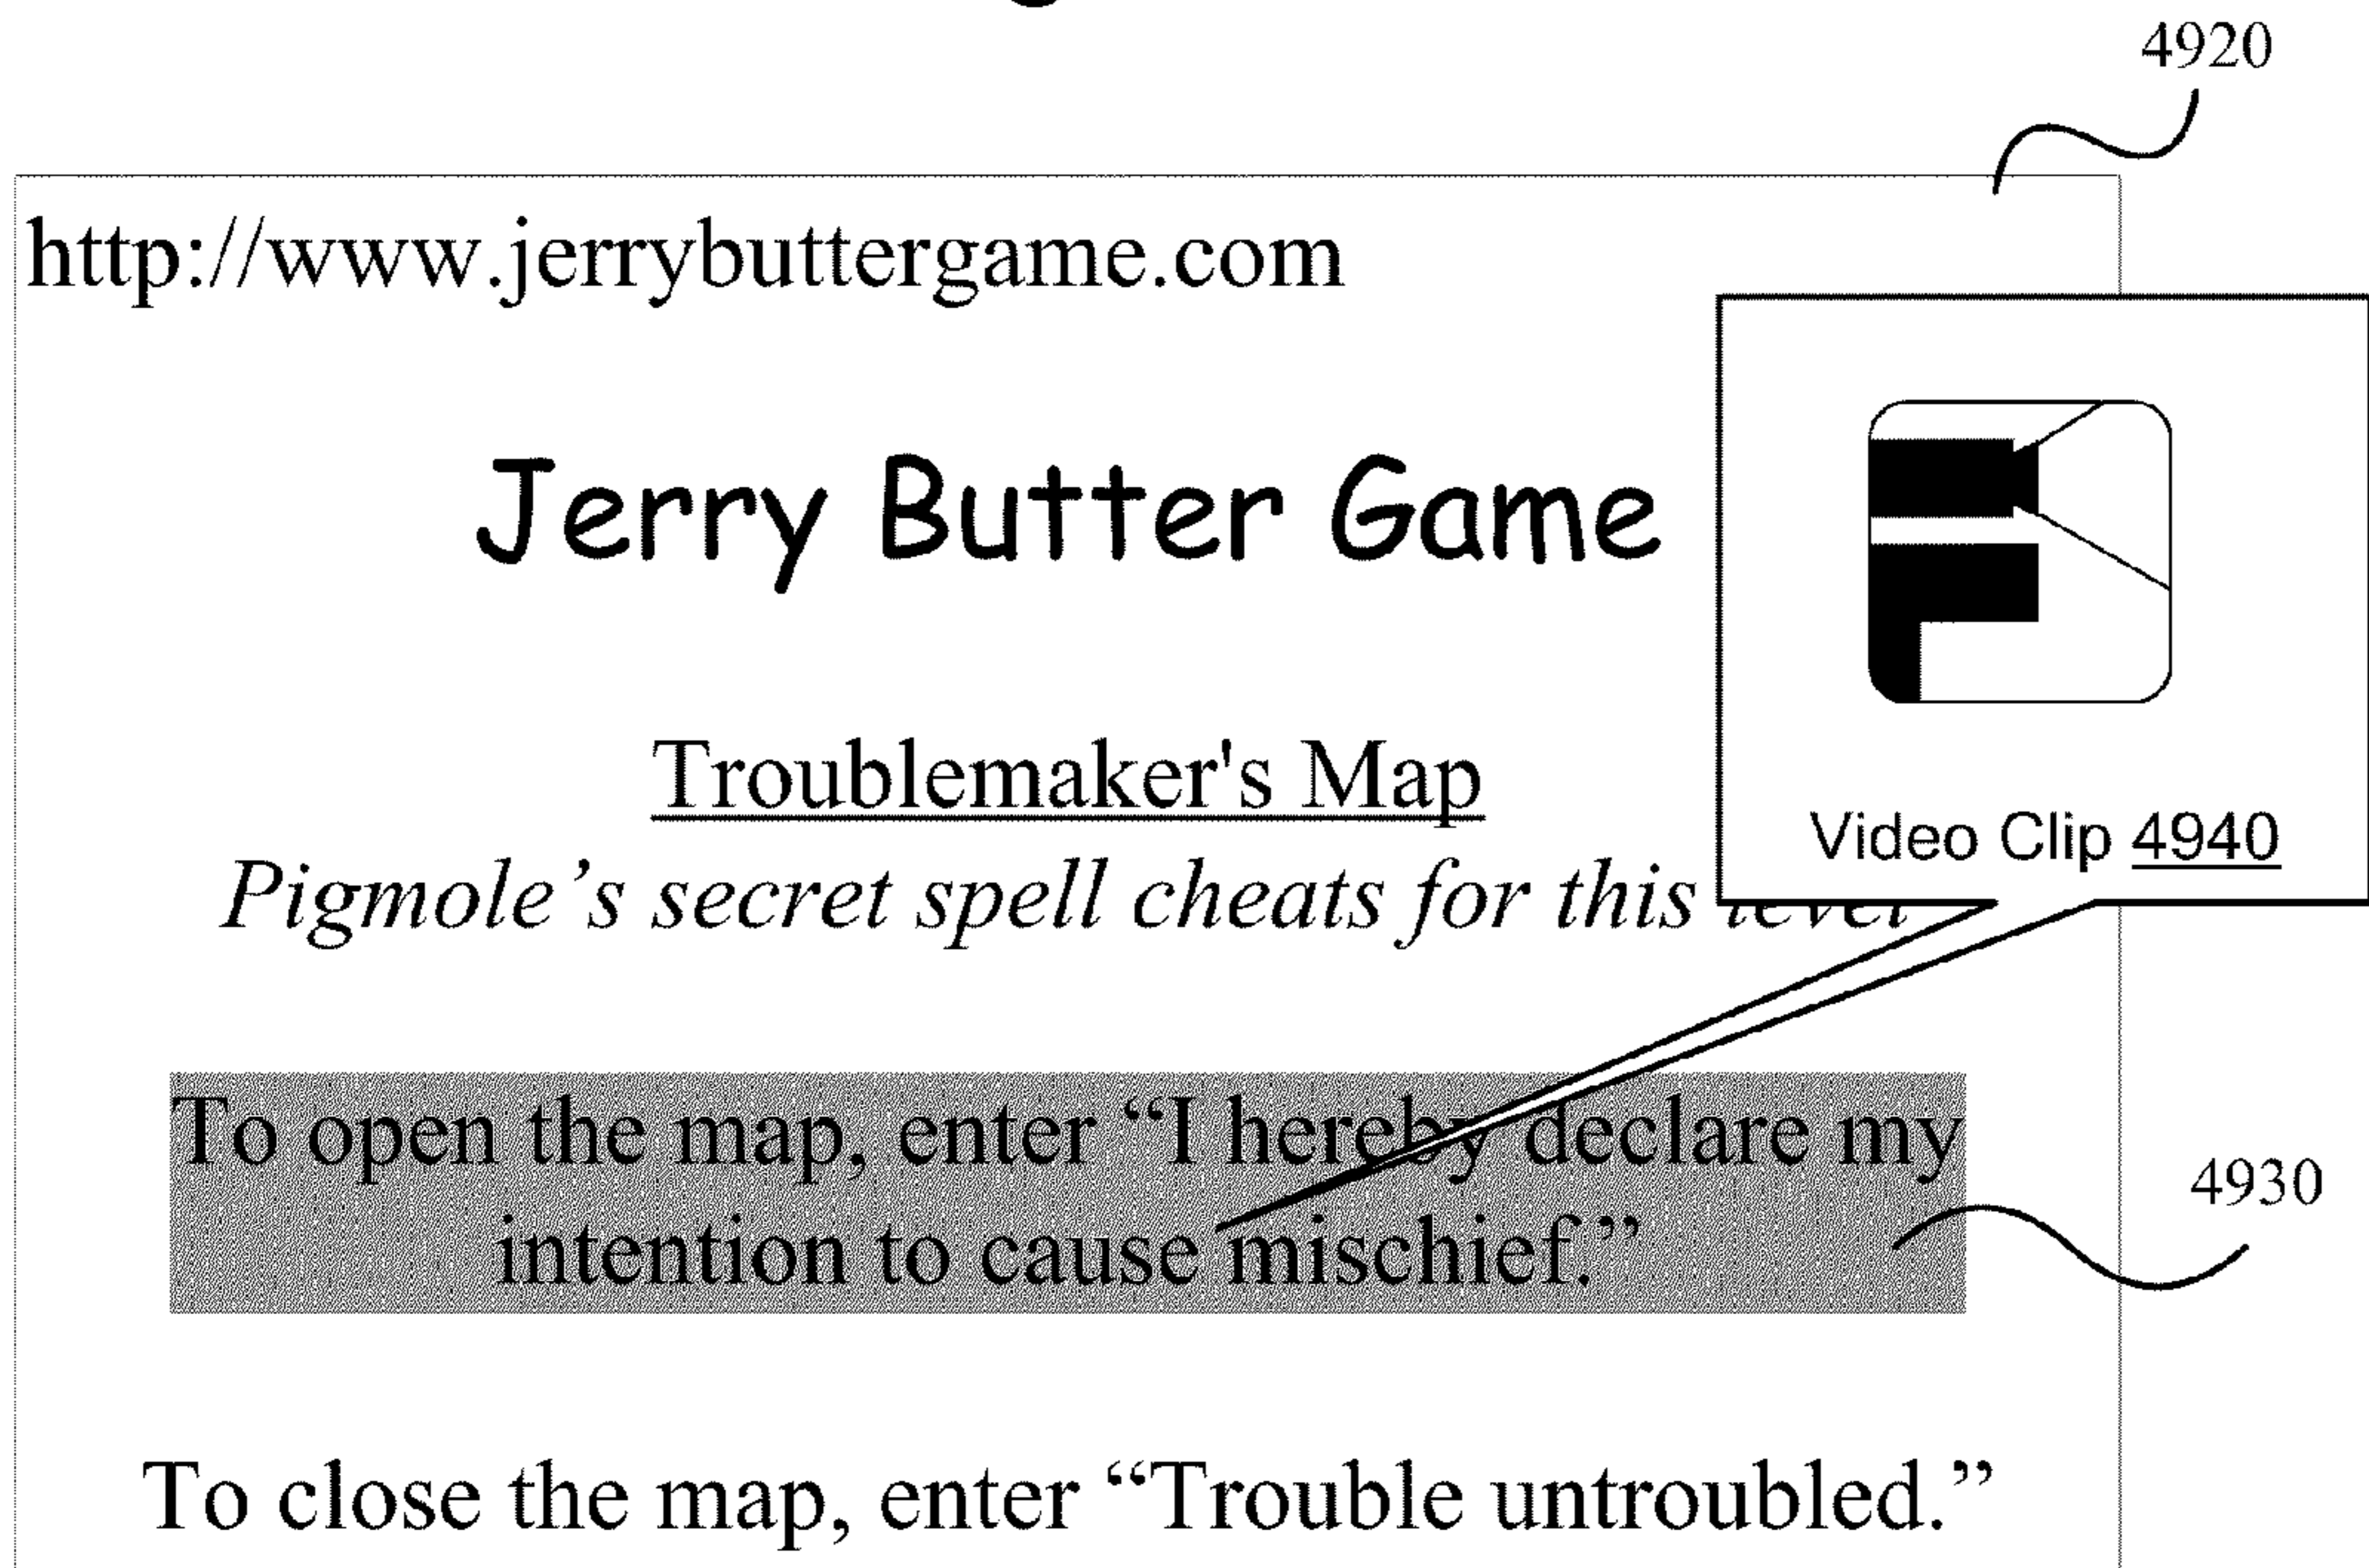 4920
http://www.jerrybuttergame.com
Jerry Butter Game
Troublemaker's Map
Video Clip 4940
Pigmole’s secret spell cheats for this level
To open the map, enter “I hereby declare my
intention to cause mischief.”
4930
To close the map, enter “Trouble untroubled.”